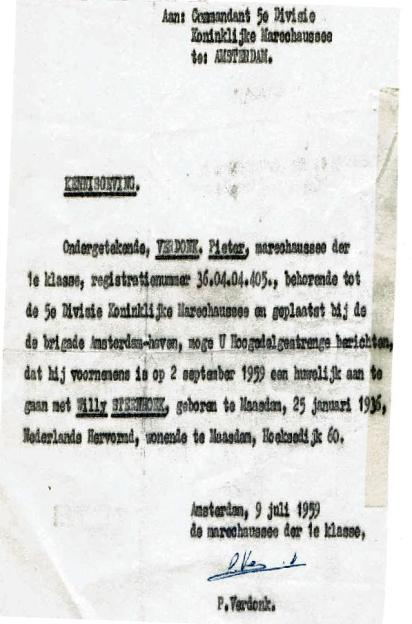 Aan: Commandant 5e Divisie
Koninklijke Marechaussee
te: AMSTERDAM.
KENNISGEVING.
Ondergetekende, VERDONK. Pieter, marechaussee der
1e klasse, registratienummer 36.04.04.405., behorende tot
de 5e Divisie Koninklijke Marechaussee en geplaatst bij de
de brigade Amsterdam-haven, moge U Hoogedelgestrenge berichten,
dat hij voornemens is op 2 september 1959 een huwelijk aan te
gaan met Willy STEENHOEK, geboren te Maasdam, 25 januari 1936,
Nederlands Hervormd, wonende te Maasdam, Hoeksedijk 60.
Amsterdam, 9 juli 1959
de marechaussee der 1e klasse,
P.Verdonk.